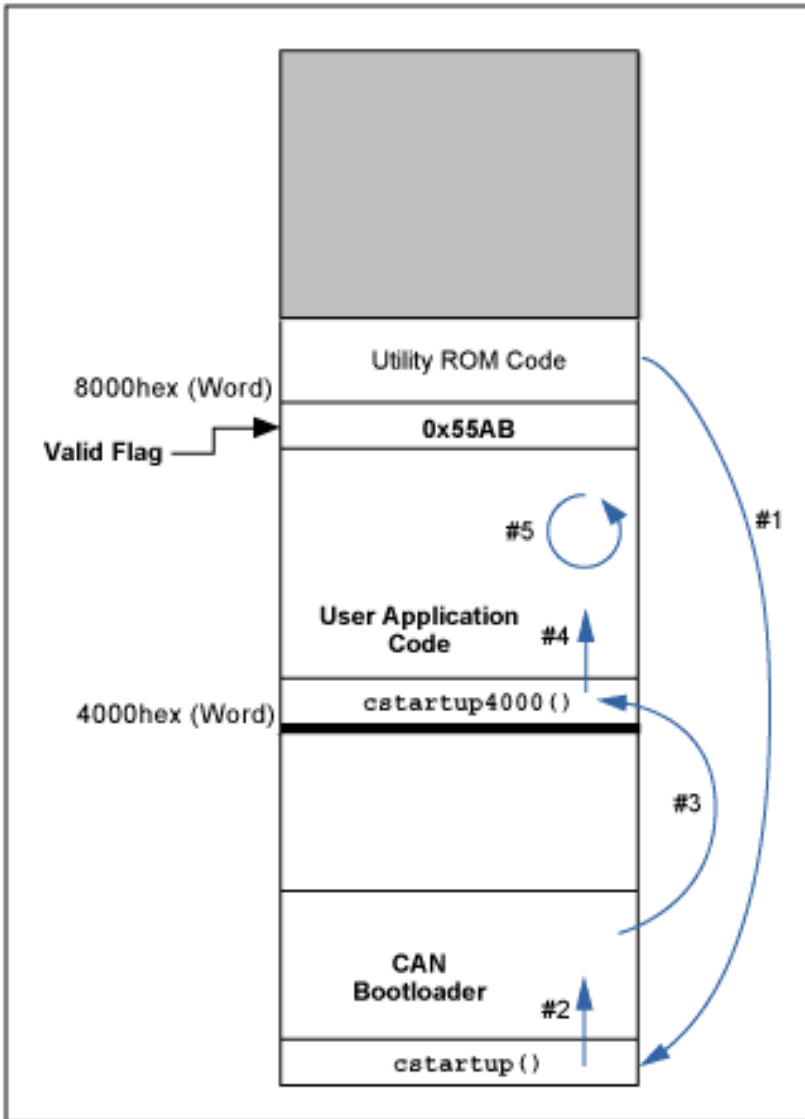 Utility ROM Code
8000hex (Word)
0x55AB
Valid Flag
#1
#5
User Application
Code
#4
cstartup4000()
4000hex (Word)
#3
CAN
Bootloader
#2
cstartup()